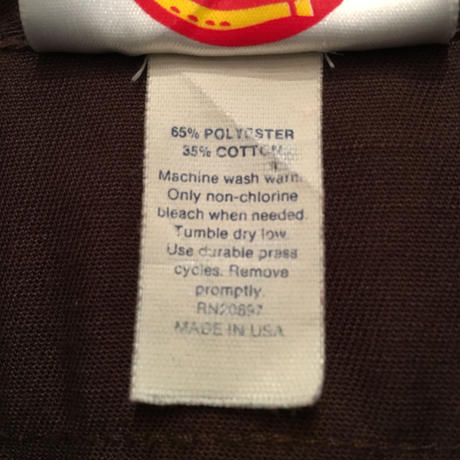 65% POLYESTER
35% COTTON
Machine wash warm.
Only non-chlorine
bleach when needed.
Tumble dry low.
Use durable press
cycles. Remove
promptly.
RN20897
MADE IN USA